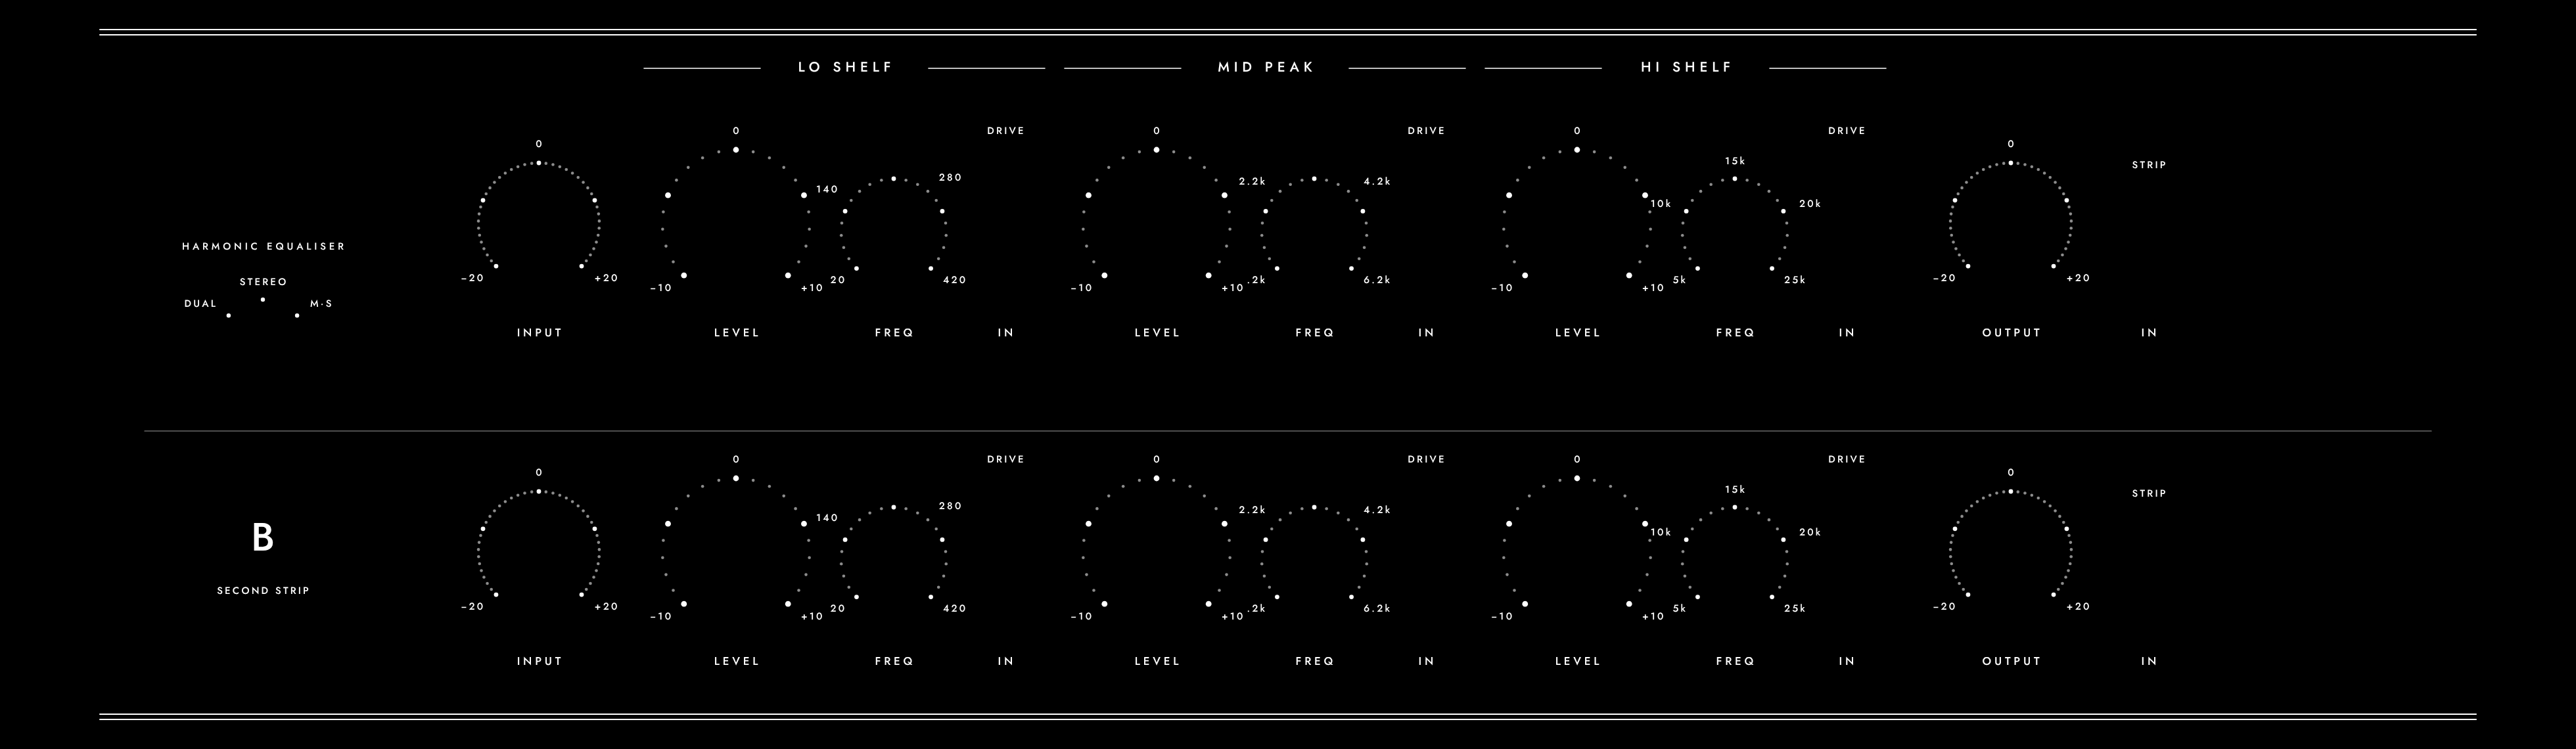 LO SHELF MID PEAK HI SHELF
0 DRIVE 0 DRIVE 0 DRIVE
0 15k 0
STRIP
140 280 2.2k 4.2k 10k 20k
HARMONIC EQUALISER
STEREO
DUAL M·S
−20 +20 −10 +10 20 420 −10 +10 .2k 6.2k −10 +10 5k 25k −20 +20
INPUT LEVEL FREQ IN LEVEL FREQ IN LEVEL FREQ IN OUTPUT IN
0 DRIVE 0 DRIVE 0 DRIVE
0 15k 0
STRIP
140 280 2.2k 4.2k 10k 20k
B
SECOND STRIP
−20 +20 −10 +10 20 420 −10 +10 .2k 6.2k −10 +10 5k 25k −20 +20
INPUT LEVEL FREQ IN LEVEL FREQ IN LEVEL FREQ IN OUTPUT IN